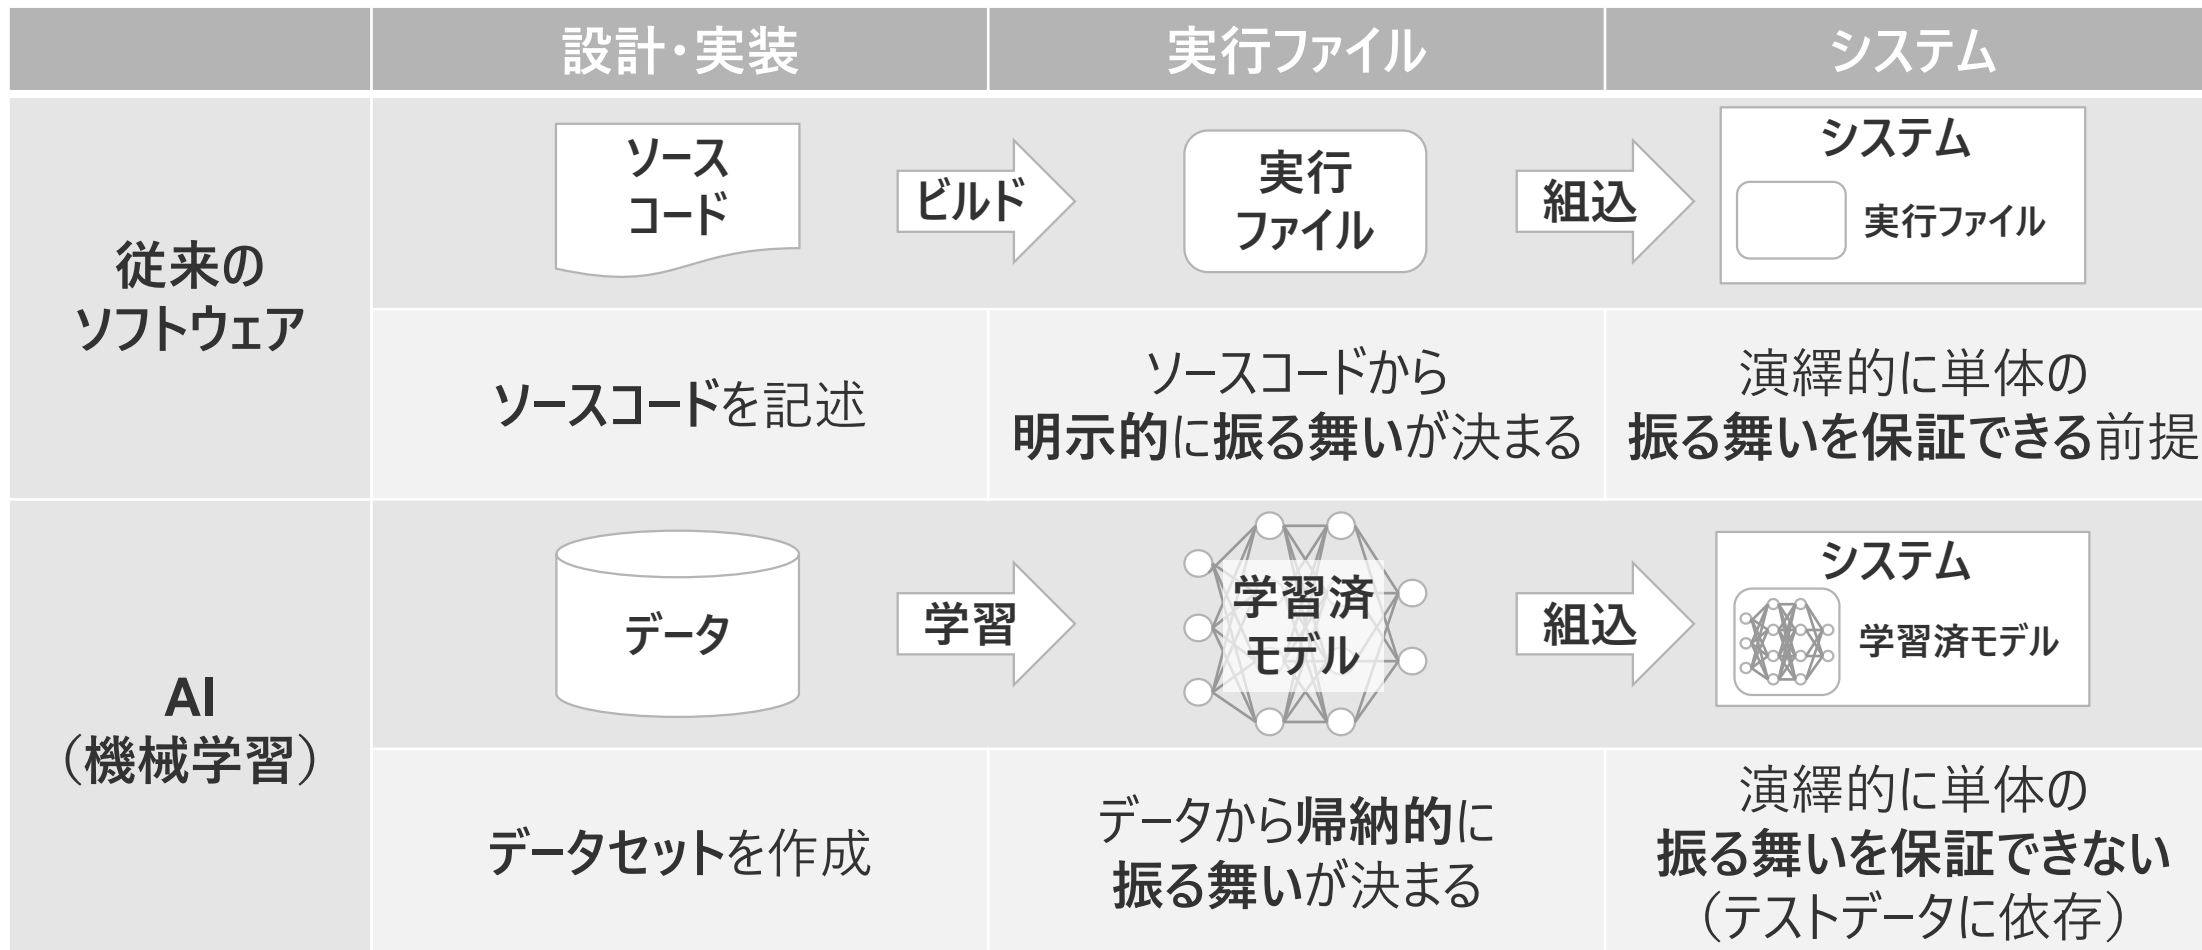 設計・実装
実行ファイル
システム
従来の
ソフトウェア
ソース
コード
ビルド
実行
ファイル
組込
システム
実行ファイル
ソースコードを記述
ソースコードから
明示的に振る舞いが決まる
演繹的に単体の
振る舞いを保証できる前提
AI
（機械学習）
データ
学習
学習済
モデル
組込
システム
学習済モデル
データセットを作成
データから帰納的に
振る舞いが決まる
演繹的に単体の
振る舞いを保証できない
（テストデータに依存）